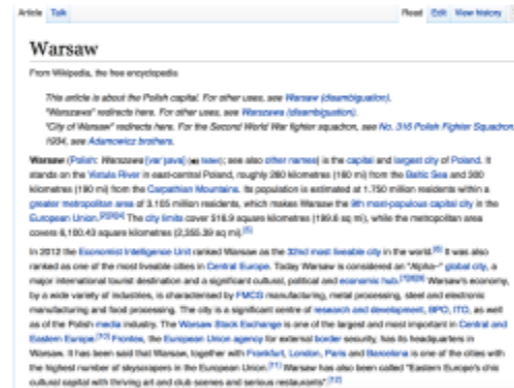 Article Talk Read Edit View history
Warsaw
From Wikipedia, the free encyclopedia
This article is about the Polish capital. For other uses, see Warsaw (disambiguation).
"Warszawa" redirects here. For other uses, see Warszawa (disambiguation).
"City of Warsaw" redirects here. For the Second World War fighter squadron, see No. 316 Polish Fighter Squadron.
1934, see Adamowicz brothers.
Warsaw (Polish: Warszawa [varˈʂava] ( listen); see also other names) is the capital and largest city of Poland. It
stands on the Vistula River in east-central Poland, roughly 260 kilometres (160 mi) from the Baltic Sea and 300
kilometres (190 mi) from the Carpathian Mountains. Its population is estimated at 1.750 million residents within a
greater metropolitan area of 3.105 million residents, which makes Warsaw the 9th most-populous capital city in the
European Union.[2][3][4] The city limits cover 516.9 square kilometres (199.6 sq mi), while the metropolitan area
covers 6,100.43 square kilometres (2,355.39 sq mi).[5]
In 2012 the Economist Intelligence Unit ranked Warsaw as the 32nd most liveable city in the world.[6] It was also
ranked as one of the most liveable cities in Central Europe. Today Warsaw is considered an "Alpha–" global city, a
major international tourist destination and a significant cultural, political and economic hub.[7][8][9] Warsaw's economy,
by a wide variety of industries, is characterised by FMCG manufacturing, metal processing, steel and electronic
manufacturing and food processing. The city is a significant centre of research and development, BPO, ITO, as well
as of the Polish media industry. The Warsaw Stock Exchange is one of the largest and most important in Central and
Eastern Europe.[10] Frontex, the European Union agency for external border security, has its headquarters in
Warsaw. It has been said that Warsaw, together with Frankfurt, London, Paris and Barcelona is one of the cities with
the highest number of skyscrapers in the European Union.[11] Warsaw has also been called "Eastern Europe's chic
cultural capital with thriving art and club scenes and serious restaurants".[12]